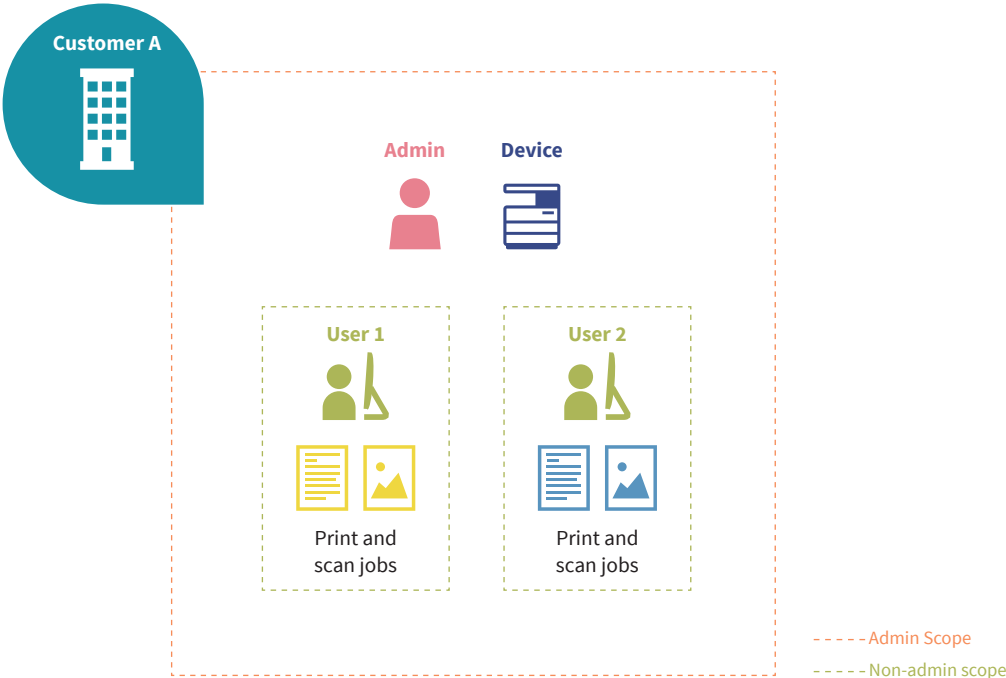 Customer A
Admin
Device
User 1
User 2
Print and
scan jobs
Print and
scan jobs
Admin Scope
Non-admin scope